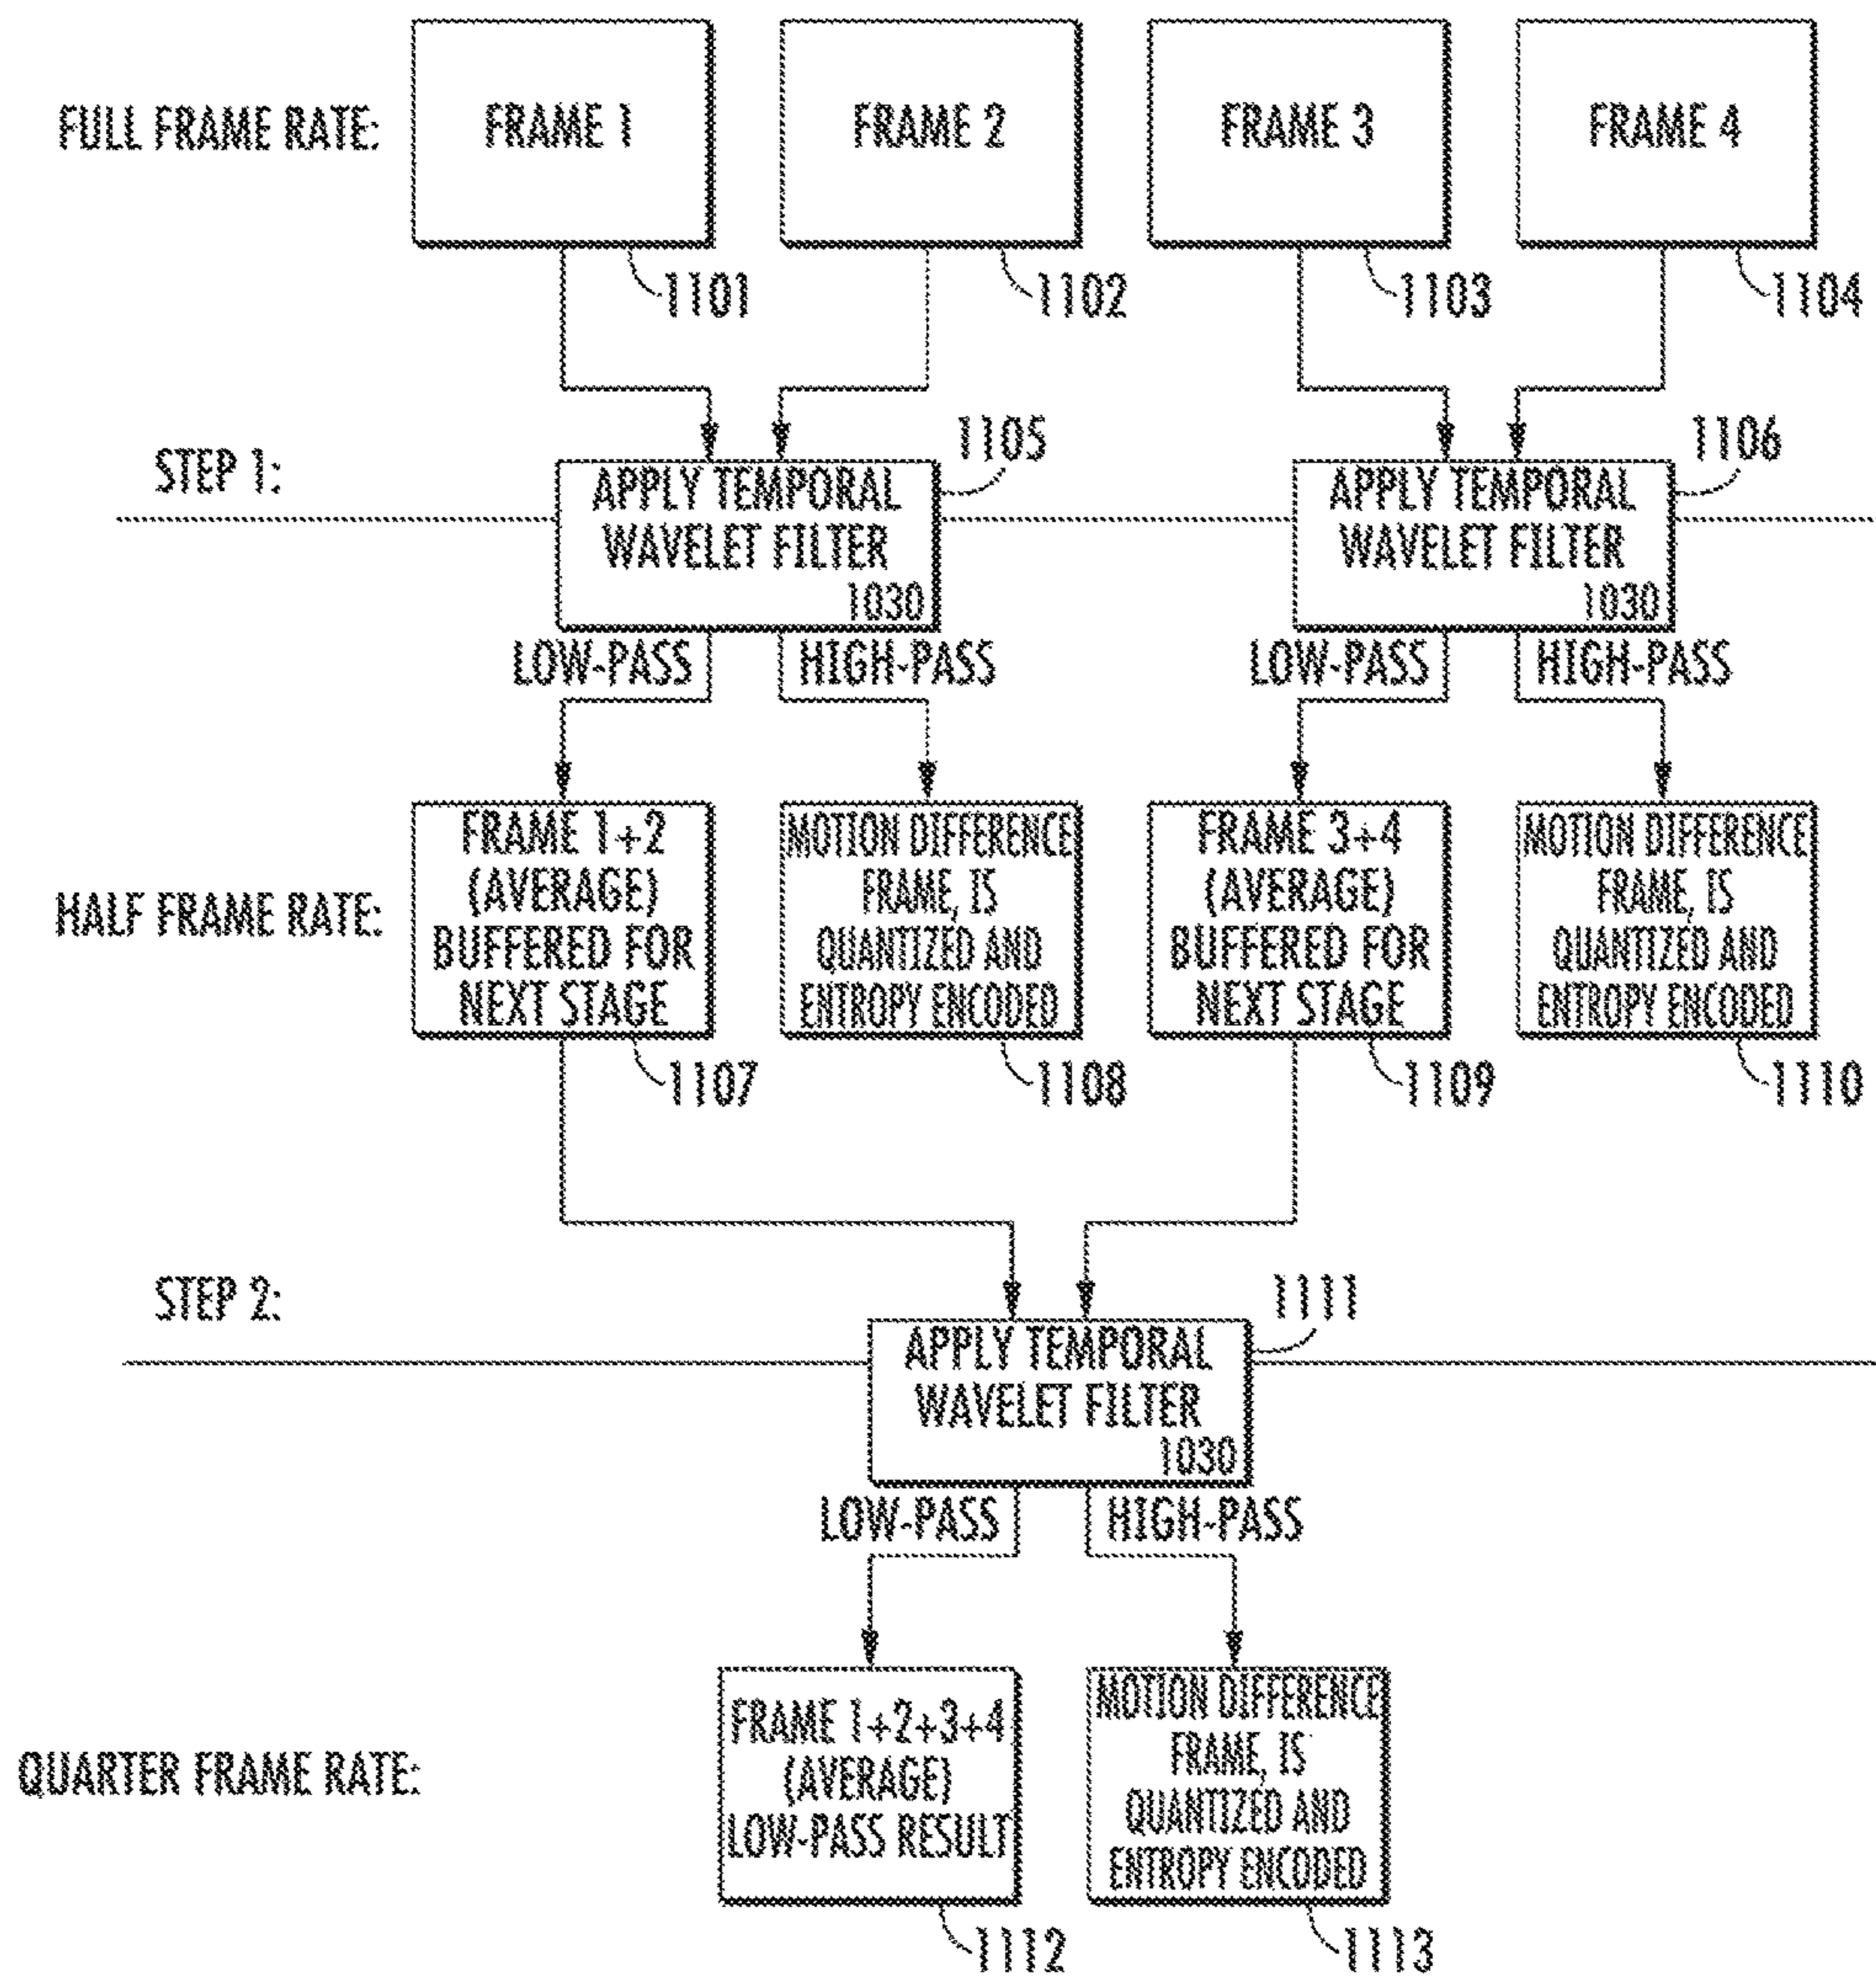 FULL FRAME RATE:
FRAME 1
FRAME 2
FRAME 3
FRAME 4
1101
1102
1103
1104
STEP 1:
1105
1106
APPLY TEMPORAL
WAVELET FILTER
1030
APPLY TEMPORAL
WAVELET FILTER
1030
LOW-PASS
HIGH-PASS
LOW-PASS
HIGH-PASS
HALF FRAME RATE:
FRAME 1+2
(AVERAGE)
BUFFERED FOR
NEXT STAGE
MOTION DIFFERENCE
FRAME, IS
QUANTIZED AND
ENTROPY ENCODED
FRAME 3+4
(AVERAGE)
BUFFERED FOR
NEXT STAGE
MOTION DIFFERENCE
FRAME, IS
QUANTIZED AND
ENTROPY ENCODED
1107
1108
1109
1110
STEP 2:
1111
APPLY TEMPORAL
WAVELET FILTER
1030
LOW-PASS
HIGH-PASS
QUARTER FRAME RATE:
FRAME 1+2+3+4
(AVERAGE)
LOW-PASS RESULT
MOTION DIFFERENCE
FRAME, IS
QUANTIZED AND
ENTROPY ENCODED
1112
1113